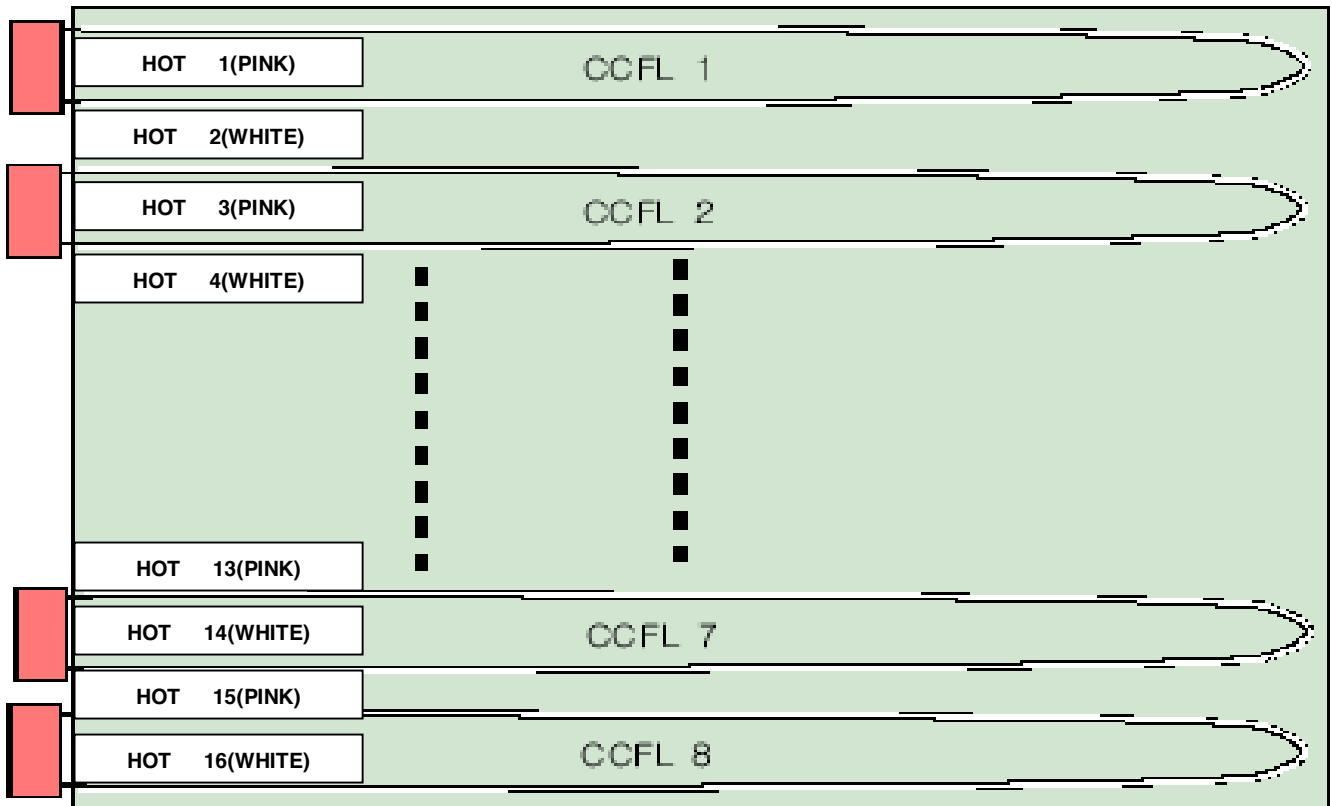 HOT 1(PINK)
CCFL 1
HOT 2(WHITE)
HOT 3(PINK)
CCFL 2
HOT 4(WHITE)
HOT 13(PINK)
HOT 14(WHITE)
CCFL 7
HOT 15(PINK)
HOT 16(WHITE)
CCFL 8